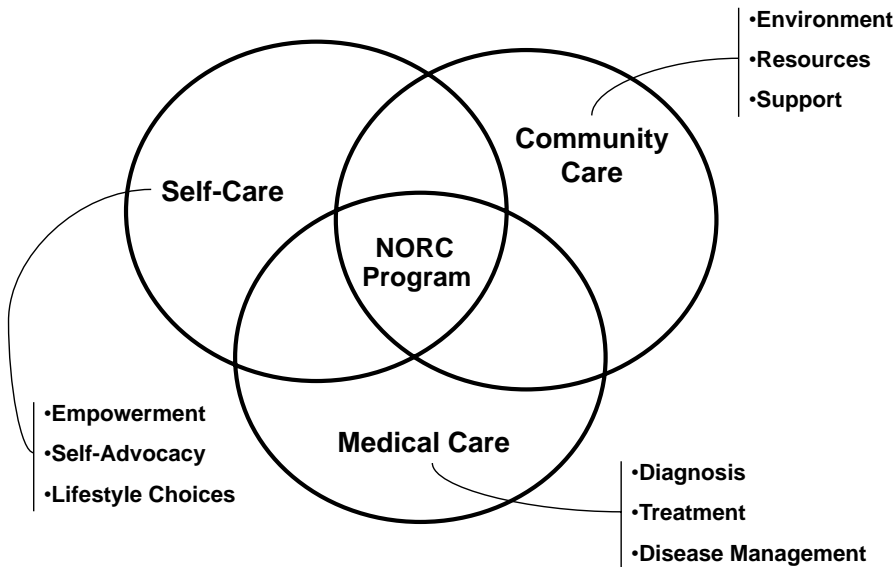 •Environment
•Resources
•Support
Community
Care
Self-Care
NORC
Program
•Empowerment
•Self-Advocacy
•Lifestyle Choices
Medical Care
•Diagnosis
•Treatment
•Disease Management